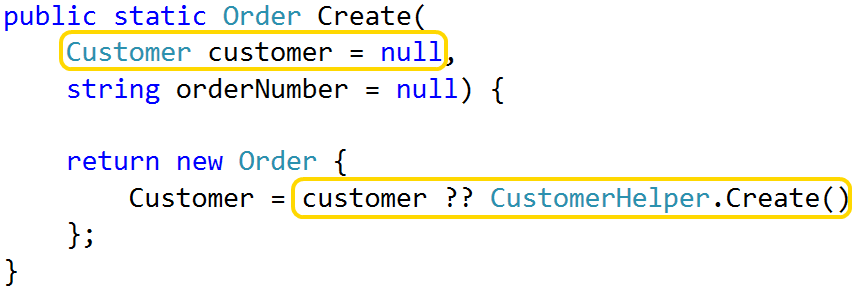 public static Order Create(
    Customer customer = null,
    string orderNumber = null) {
    return new Order {
        Customer = customer ?? CustomerHelper.Create()
    };
}